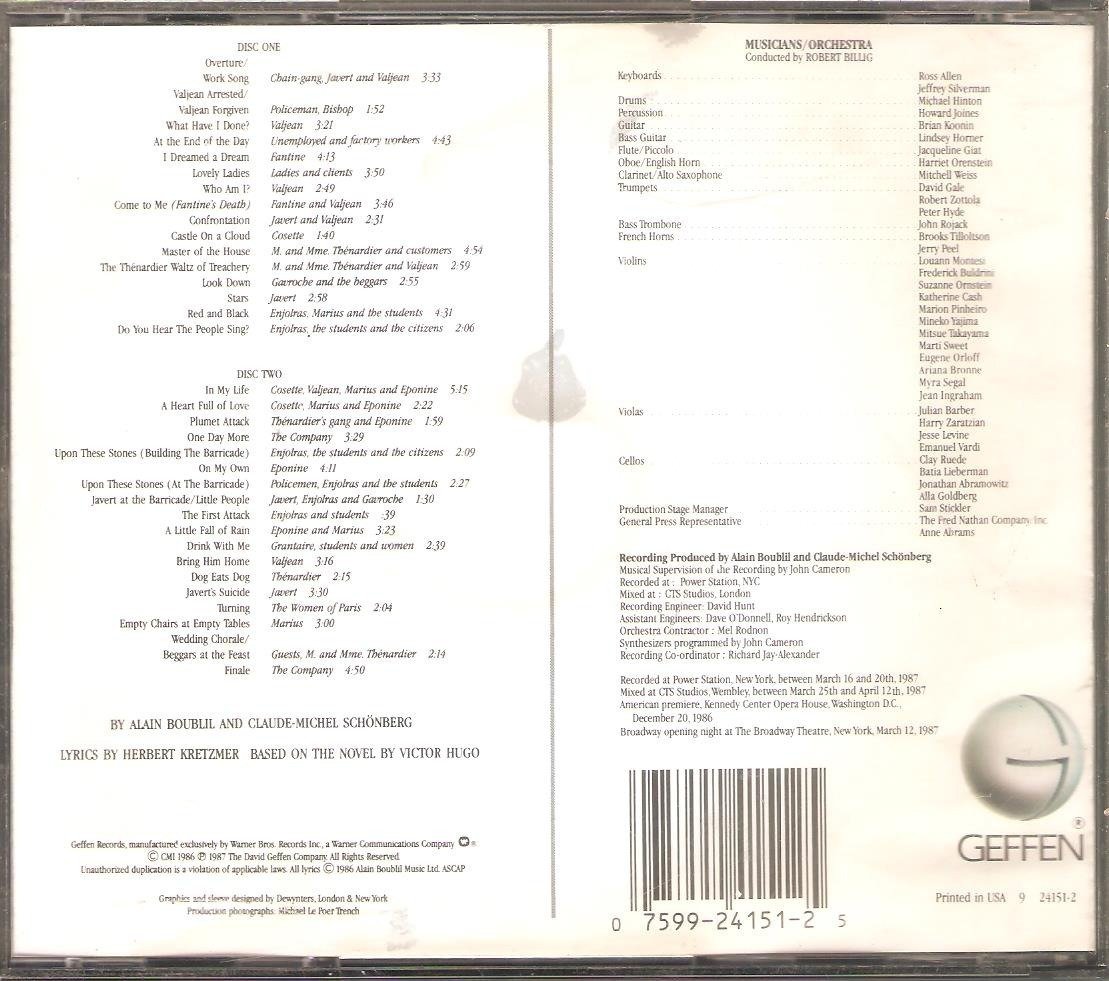 DISC ONE
Overture/
Work Song Chain-gang, Javert and Valjean 3:33
Valjean Arrested/
Valjean Forgiven Policeman, Bishop 1:52
What Have I Done? Valjean 3:21
At the End of the Day Unemployed and factory workers 4:43
I Dreamed a Dream Fantine 4:13
Lovely Ladies Ladies and clients 3:50
Who Am I? Valjean 2:49
Come to Me (Fantine's Death) Fantine and Valjean 3:46
Confrontation Javert and Valjean 2:31
Castle On a Cloud Cosette 1:40
Master of the House M. and Mme. Thénardier and customers 4:54
The Thénardier Waltz of Treachery M. and Mme. Thénardier and Valjean 2:59
Look Down Gavroche and the beggars 2:55
Stars Javert 2:58
Red and Black Enjolras, Marius and the students 4:31
Do You Hear The People Sing? Enjolras, the students and the citizens 2:06
DISC TWO
In My Life Cosette, Valjean, Marius and Eponine 5:15
A Heart Full of Love Cosette, Marius and Eponine 2:22
Plumet Attack Thénardier's gang and Eponine 1:59
One Day More The Company 3:29
Upon These Stones (Building The Barricade) Enjolras, the students and the citizens 2:09
On My Own Eponine 4:11
Upon These Stones (At The Barricade) Policemen, Enjolras and the students 2:27
Javert at the Barricade/Little People Javert, Enjolras and Gavroche 1:30
The First Attack Enjolras and students :39
A Little Fall of Rain Eponine and Marius 3:23
Drink With Me Grantaire, students and women 2:39
Bring Him Home Valjean 3:16
Dog Eats Dog Thénardier 2:15
Javert's Suicide Javert 3:30
Turning The Women of Paris 2:04
Empty Chairs at Empty Tables Marius 3:00
Wedding Chorale/
Beggars at the Feast Guests, M. and Mme. Thénardier 2:14
Finale The Company 4:50
BY ALAIN BOUBLIL AND CLAUDE-MICHEL SCHÖNBERG
LYRICS BY HERBERT KRETZMER BASED ON THE NOVEL BY VICTOR HUGO
Geffen Records, manufactured exclusively by Warner Bros. Records Inc., a Warner Communications Company ®
© CMI 1986 ℗ 1987 The David Geffen Company. All Rights Reserved.
Unauthorized duplication is a violation of applicable laws. All lyrics © 1986 Alain Boublil Music Ltd. ASCAP
Graphics and sleeve designed by Dewynters, London & New York
Production photographs: Michael Le Poer Trench
MUSICIANS/ORCHESTRA
Conducted by ROBERT BILLIG
Keyboards Ross Allen
Jeffrey Silverman
Drums Michael Hinton
Percussion Howard Joines
Guitar Brian Koonin
Bass Guitar Lindsey Horner
Flute/Piccolo Jacqueline Giat
Oboe/English Horn Harriet Orenstein
Clarinet/Alto Saxophone Mitchell Weiss
Trumpets David Gale
Robert Zottola
Peter Hyde
Bass Trombone John Rojack
French Horns Brooks Tillotson
Jerry Peel
Violins Louann Montesi
Frederick Buldrini
Suzanne Ornstein
Katherine Cash
Marion Pinheiro
Mineko Yajima
Mitsue Takayama
Marti Sweet
Eugene Orloff
Ariana Bronne
Myra Segal
Jean Ingraham
Violas Julian Barber
Harry Zaratzian
Jesse Levine
Emanuel Vardi
Cellos Clay Ruede
Batia Lieberman
Jonathan Abramowitz
Alla Goldberg
Production Stage Manager Sam Stickler
General Press Representative The Fred Nathan Company, Inc.
Anne Abrams
Recording Produced by Alain Boublil and Claude-Michel Schönberg
Musical Supervision of the Recording by John Cameron
Recorded at : Power Station, NYC
Mixed at : CTS Studios, London
Recording Engineer: David Hunt
Assistant Engineers: Dave O'Donnell, Roy Hendrickson
Orchestra Contractor : Mel Rodnon
Synthesizers programmed by John Cameron
Recording Co-ordinator : Richard Jay-Alexander
Recorded at Power Station, New York, between March 16 and 20th, 1987
Mixed at CTS Studios, Wembley, between March 25th and April 12th, 1987
American premiere, Kennedy Center Opera House, Washington D.C.,
December 20, 1986
Broadway opening night at The Broadway Theatre, New York, March 12, 1987
G
®
GEFFEN
0 7599-24151-2 5
Printed in USA 9 24151-2